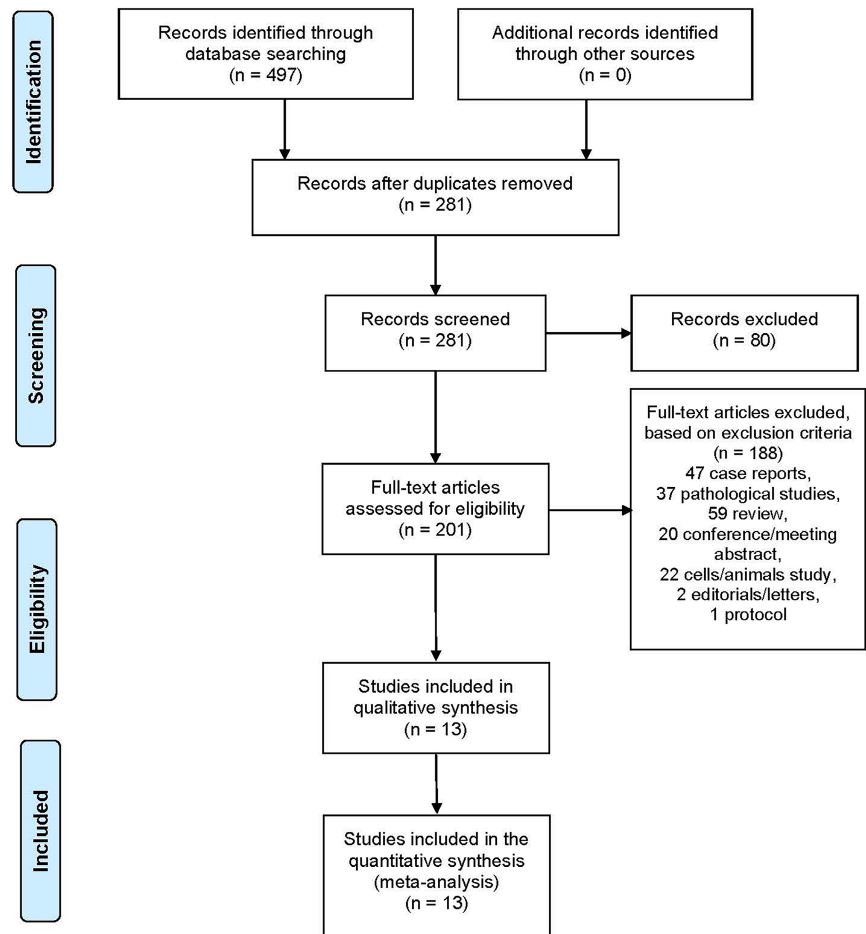 Identification
Records identified through
database searching
(n = 497)
Additional records identified
through other sources
(n = 0)
Records after duplicates removed
(n = 281)
Screening
Records screened
(n = 281)
Records excluded
(n = 80)
Full-text articles
assessed for eligibility
(n = 201)
Full-text articles excluded,
based on exclusion criteria
(n = 188)
47 case reports,
37 pathological studies,
59 review,
20 conference/meeting
abstract,
22 cells/animals study,
2 editorials/letters,
1 protocol
Eligibility
Studies included in
qualitative synthesis
(n = 13)
Included
Studies included in the
quantitative synthesis
(meta-analysis)
(n = 13)